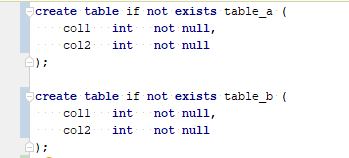 create table if not exists table_a (
    col1   int   not null,
    col2   int   not null
);

create table if not exists table_b (
    col1   int   not null,
    col2   int   not null
);